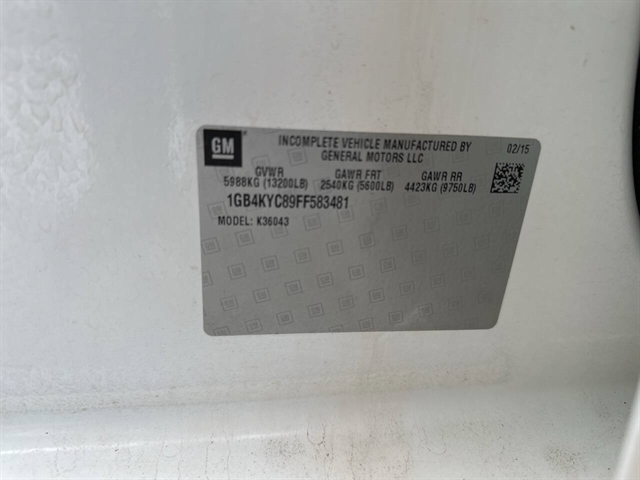 GM
INCOMPLETE VEHICLE MANUFACTURED BY
GENERAL MOTORS LLC
02/15
GVWR GAWR FRT GAWR RR
5988KG (13200LB) 2540KG (5600LB) 4423KG (9750LB)
1GB4KYC89FF583481
MODEL: K36043